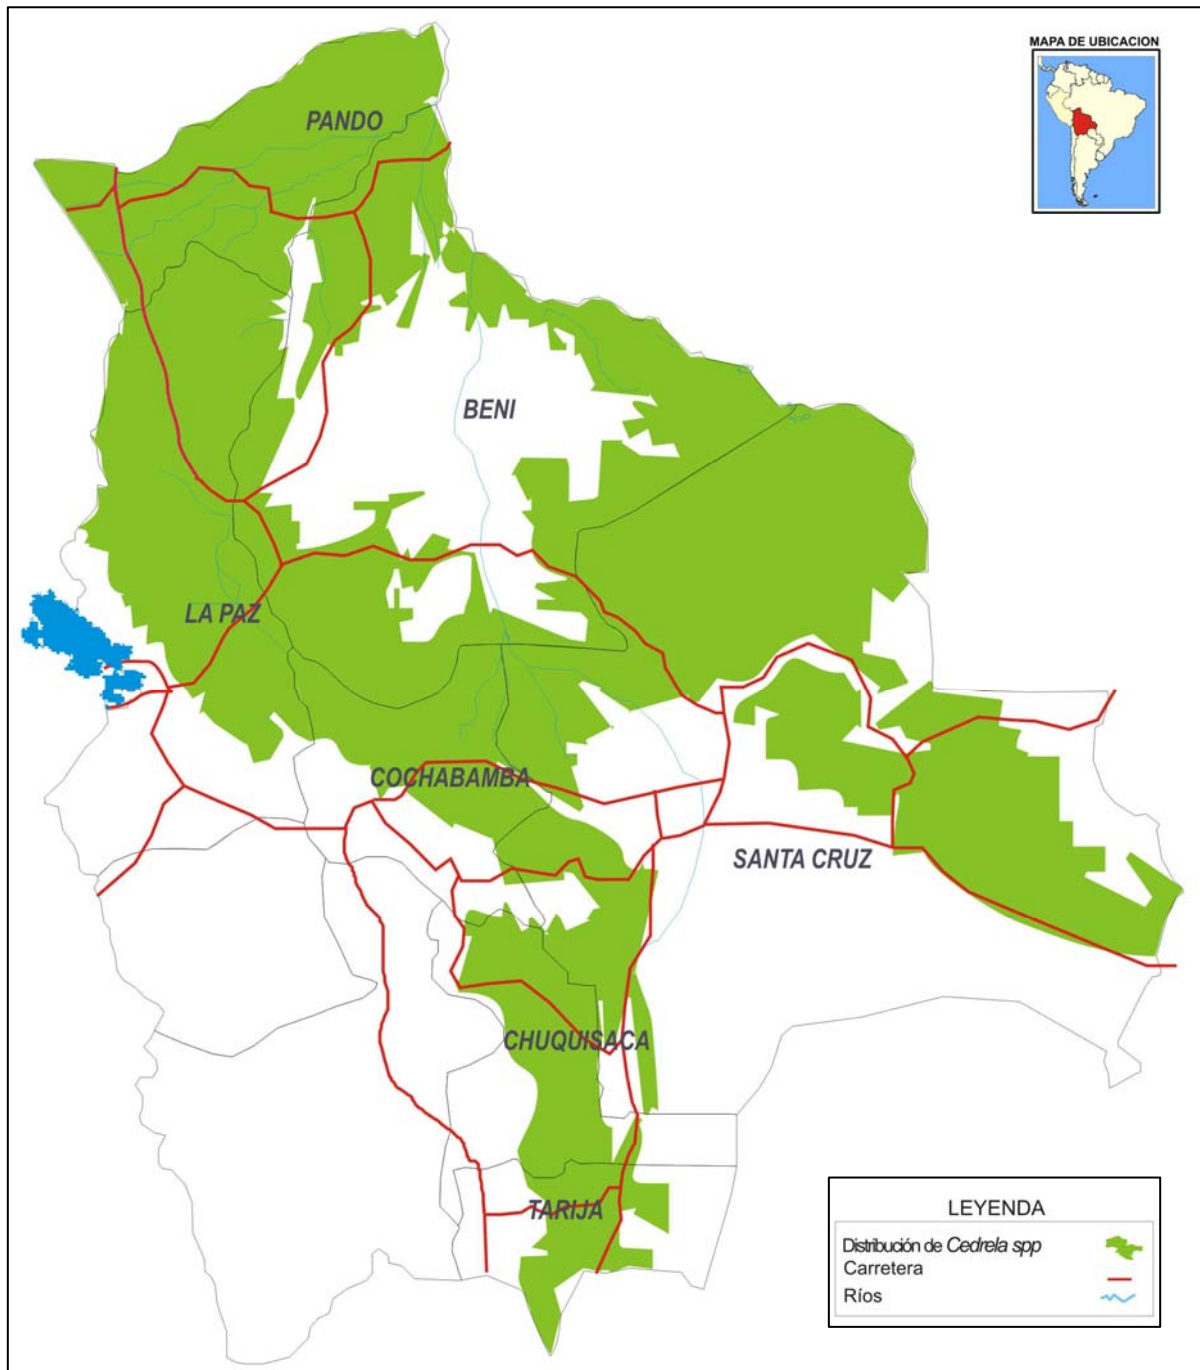 MAPA DE UBICACION
PANDO
BENI
LA PAZ
COCHABAMBA
SANTA CRUZ
CHUQUISACA
TARIJA
LEYENDA
Distribución de Cedrela spp
Carretera
Ríos